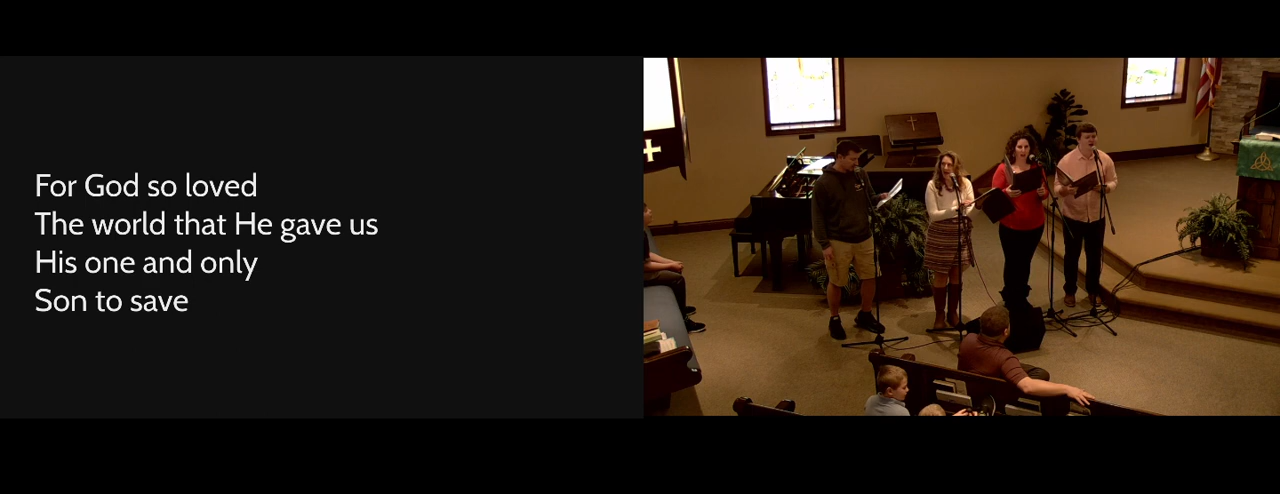 For God so loved
The world that He gave us
His one and only
Son to save